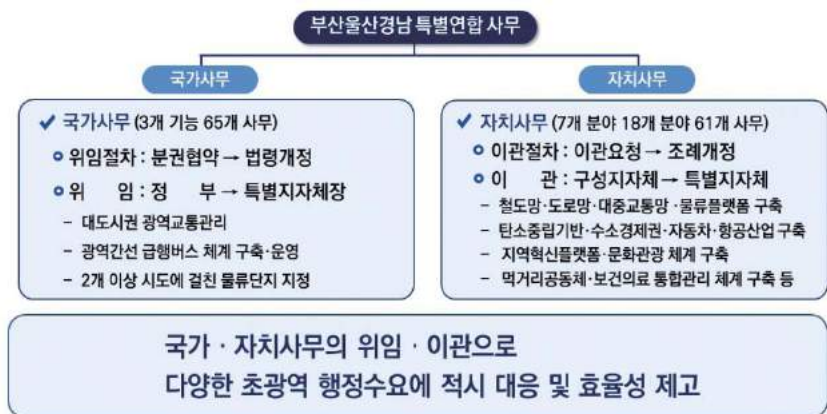 부산울산경남 특별연합 사무
국가사무
✓ 국가사무 (3개 기능 65개 사무)
위임절차 : 분권협약 → 법령개정
위 임 : 정 부 → 특별지자체장
– 대도시권 광역교통관리
– 광역간선 급행버스 체계 구축·운영
– 2개 이상 시도에 걸친 물류단지 지정
자치사무
✓ 자치사무 (7개 분야 18개 분야 61개 사무)
이관절차 : 이관요청 → 조례개정
이 관 : 구성지자체 → 특별지자체
– 철도망·도로망·대중교통망·물류플랫폼 구축
– 탄소중립기반·수소경제권·자동차·항공산업 구축
– 지역혁신플랫폼·문화관광 체계 구축
– 먹거리공동체·보건의료 통합관리 체계 구축 등
국가 · 자치사무의 위임 · 이관으로
다양한 초광역 행정수요에 적시 대응 및 효율성 제고